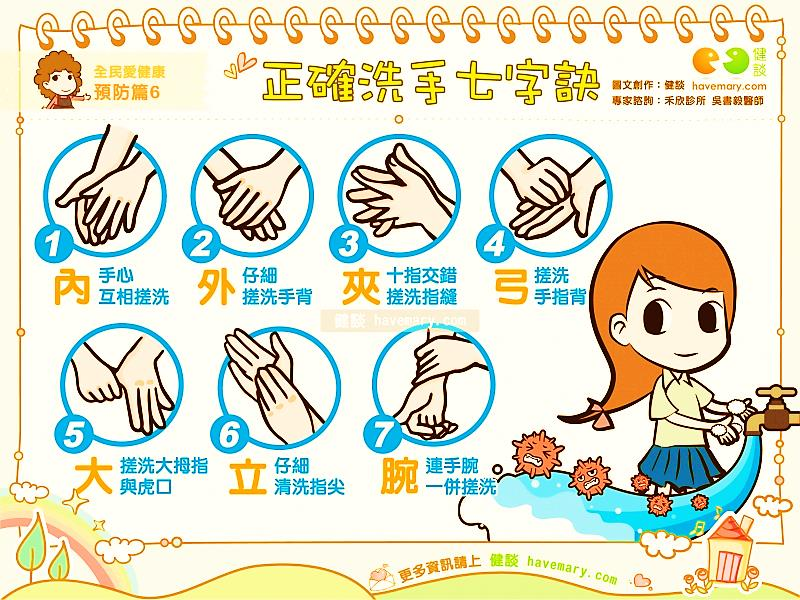 全民愛健康
預防篇6
正確洗手七字訣
健談
圖文創作：健談 havemary.com
專家諮詢：禾欣診所 吳書毅醫師
1
內 手心
互相搓洗
2
外 仔細
搓洗手背
3
夾 十指交錯
搓洗指縫
4
弓 搓洗
手指背
健談 havemary.com
5
大 搓洗大拇指
與虎口
6
立 仔細
清洗指尖
7
腕 連手腕
一併搓洗
更多資訊請上 健談 havemary.com